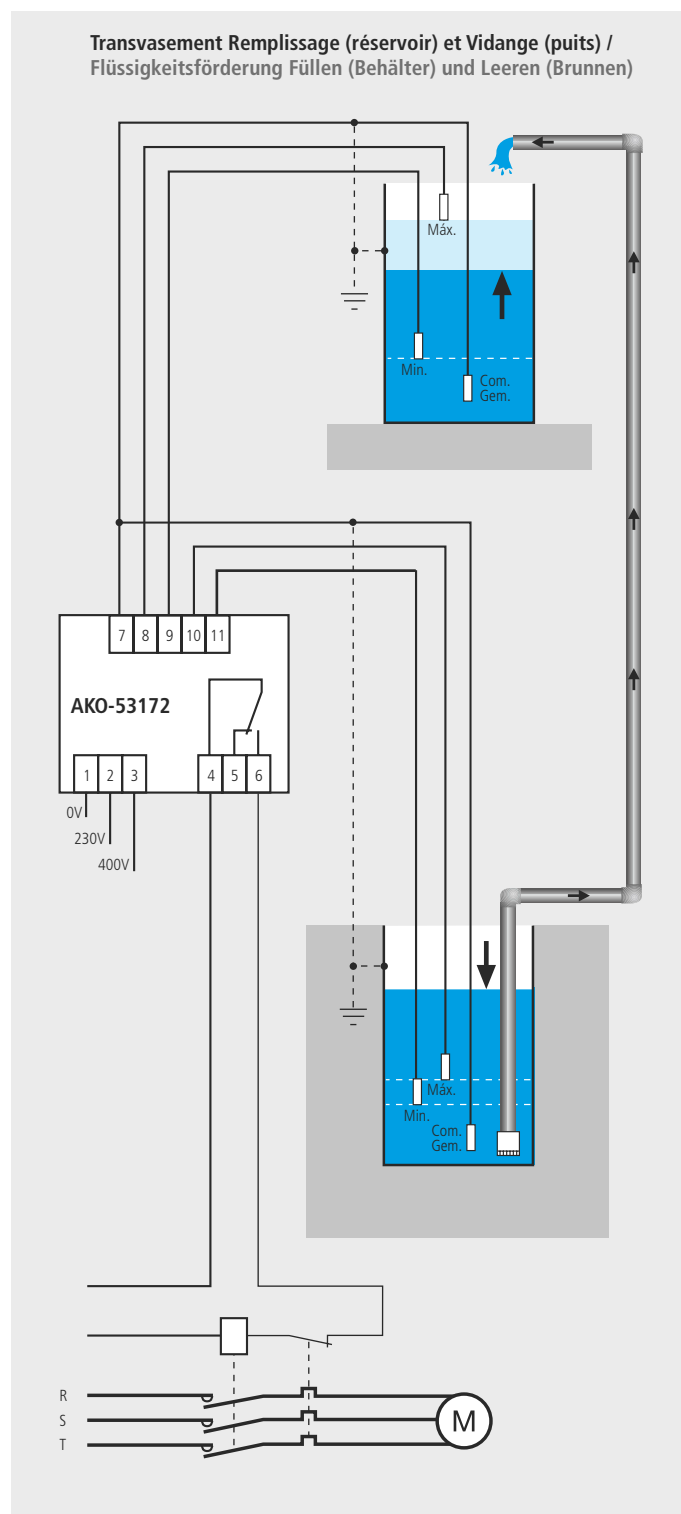 Transvasement Remplissage (réservoir) et Vidange (puits) /
Flüssigkeitsförderung Füllen (Behälter) und Leeren (Brunnen)
Máx.
Min.
Com.
Gem.
7 8 9 10 11
AKO-53172
1 2 3 4 5 6
0V
230V
400V
Máx.
Min.
Com.
Gem.
R
S
T
M